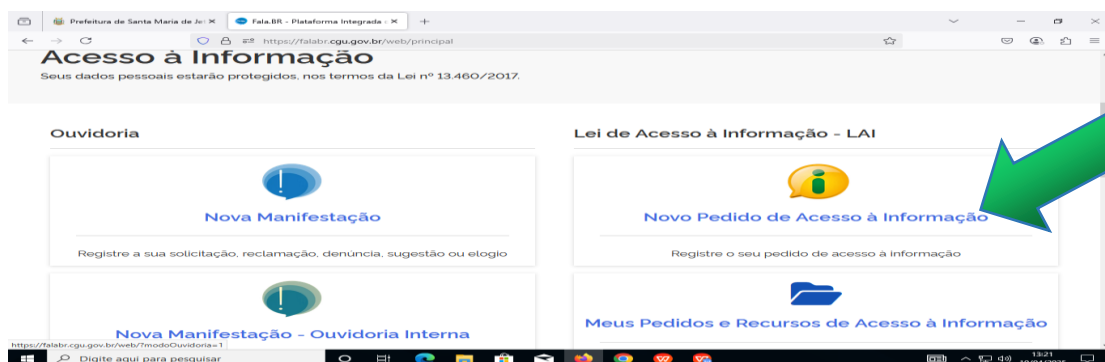 Prefeitura de Santa Maria de Je
Fala.BR - Plataforma Integrada
https://falabr.cgu.gov.br/web/principal
Acesso à Informação
Seus dados pessoais estarão protegidos, nos termos da Lei nº 13.460/2017.
Ouvidoria
Lei de Acesso à Informação - LAI
Nova Manifestação
Novo Pedido de Acesso à Informação
Registre a sua solicitação, reclamação, denúncia, sugestão ou elogio
Registre o seu pedido de acesso à informação
Nova Manifestação - Ouvidoria Interna
Meus Pedidos e Recursos de Acesso à Informação
https://falabr.cgu.gov.br/web/?modoOuvidoria=1
Digite aqui para pesquisar
13:21